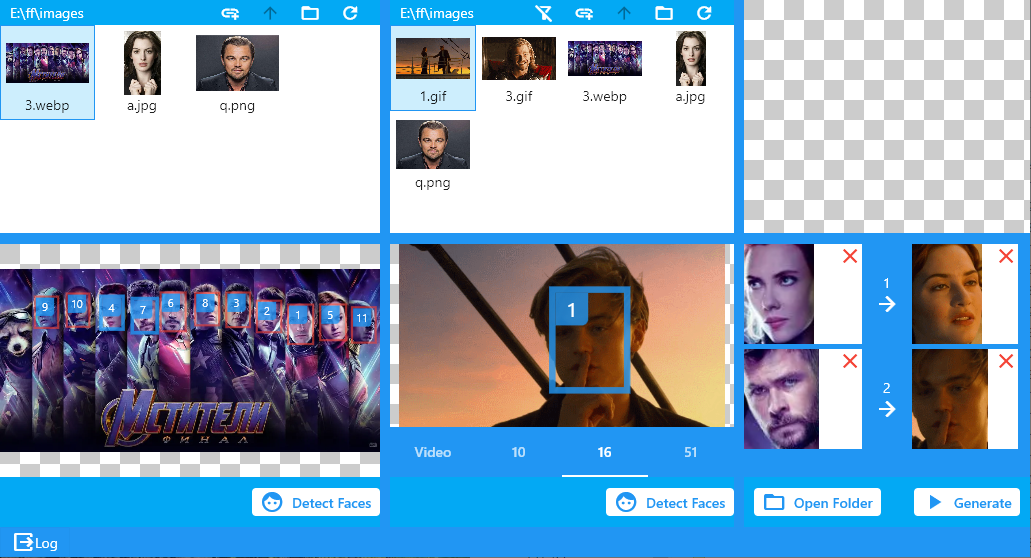 E:\ff\images
3.webp
a.jpg
q.png
E:\ff\images
1.gif
3.gif
3.webp
a.jpg
q.png
9
10
4
7
6
8
3
2
1
5
11
МСТИТЕЛИ
ФИНАЛ
Detect Faces
1
Video
10
16
51
Detect Faces
1
2
Open Folder
Generate
Log